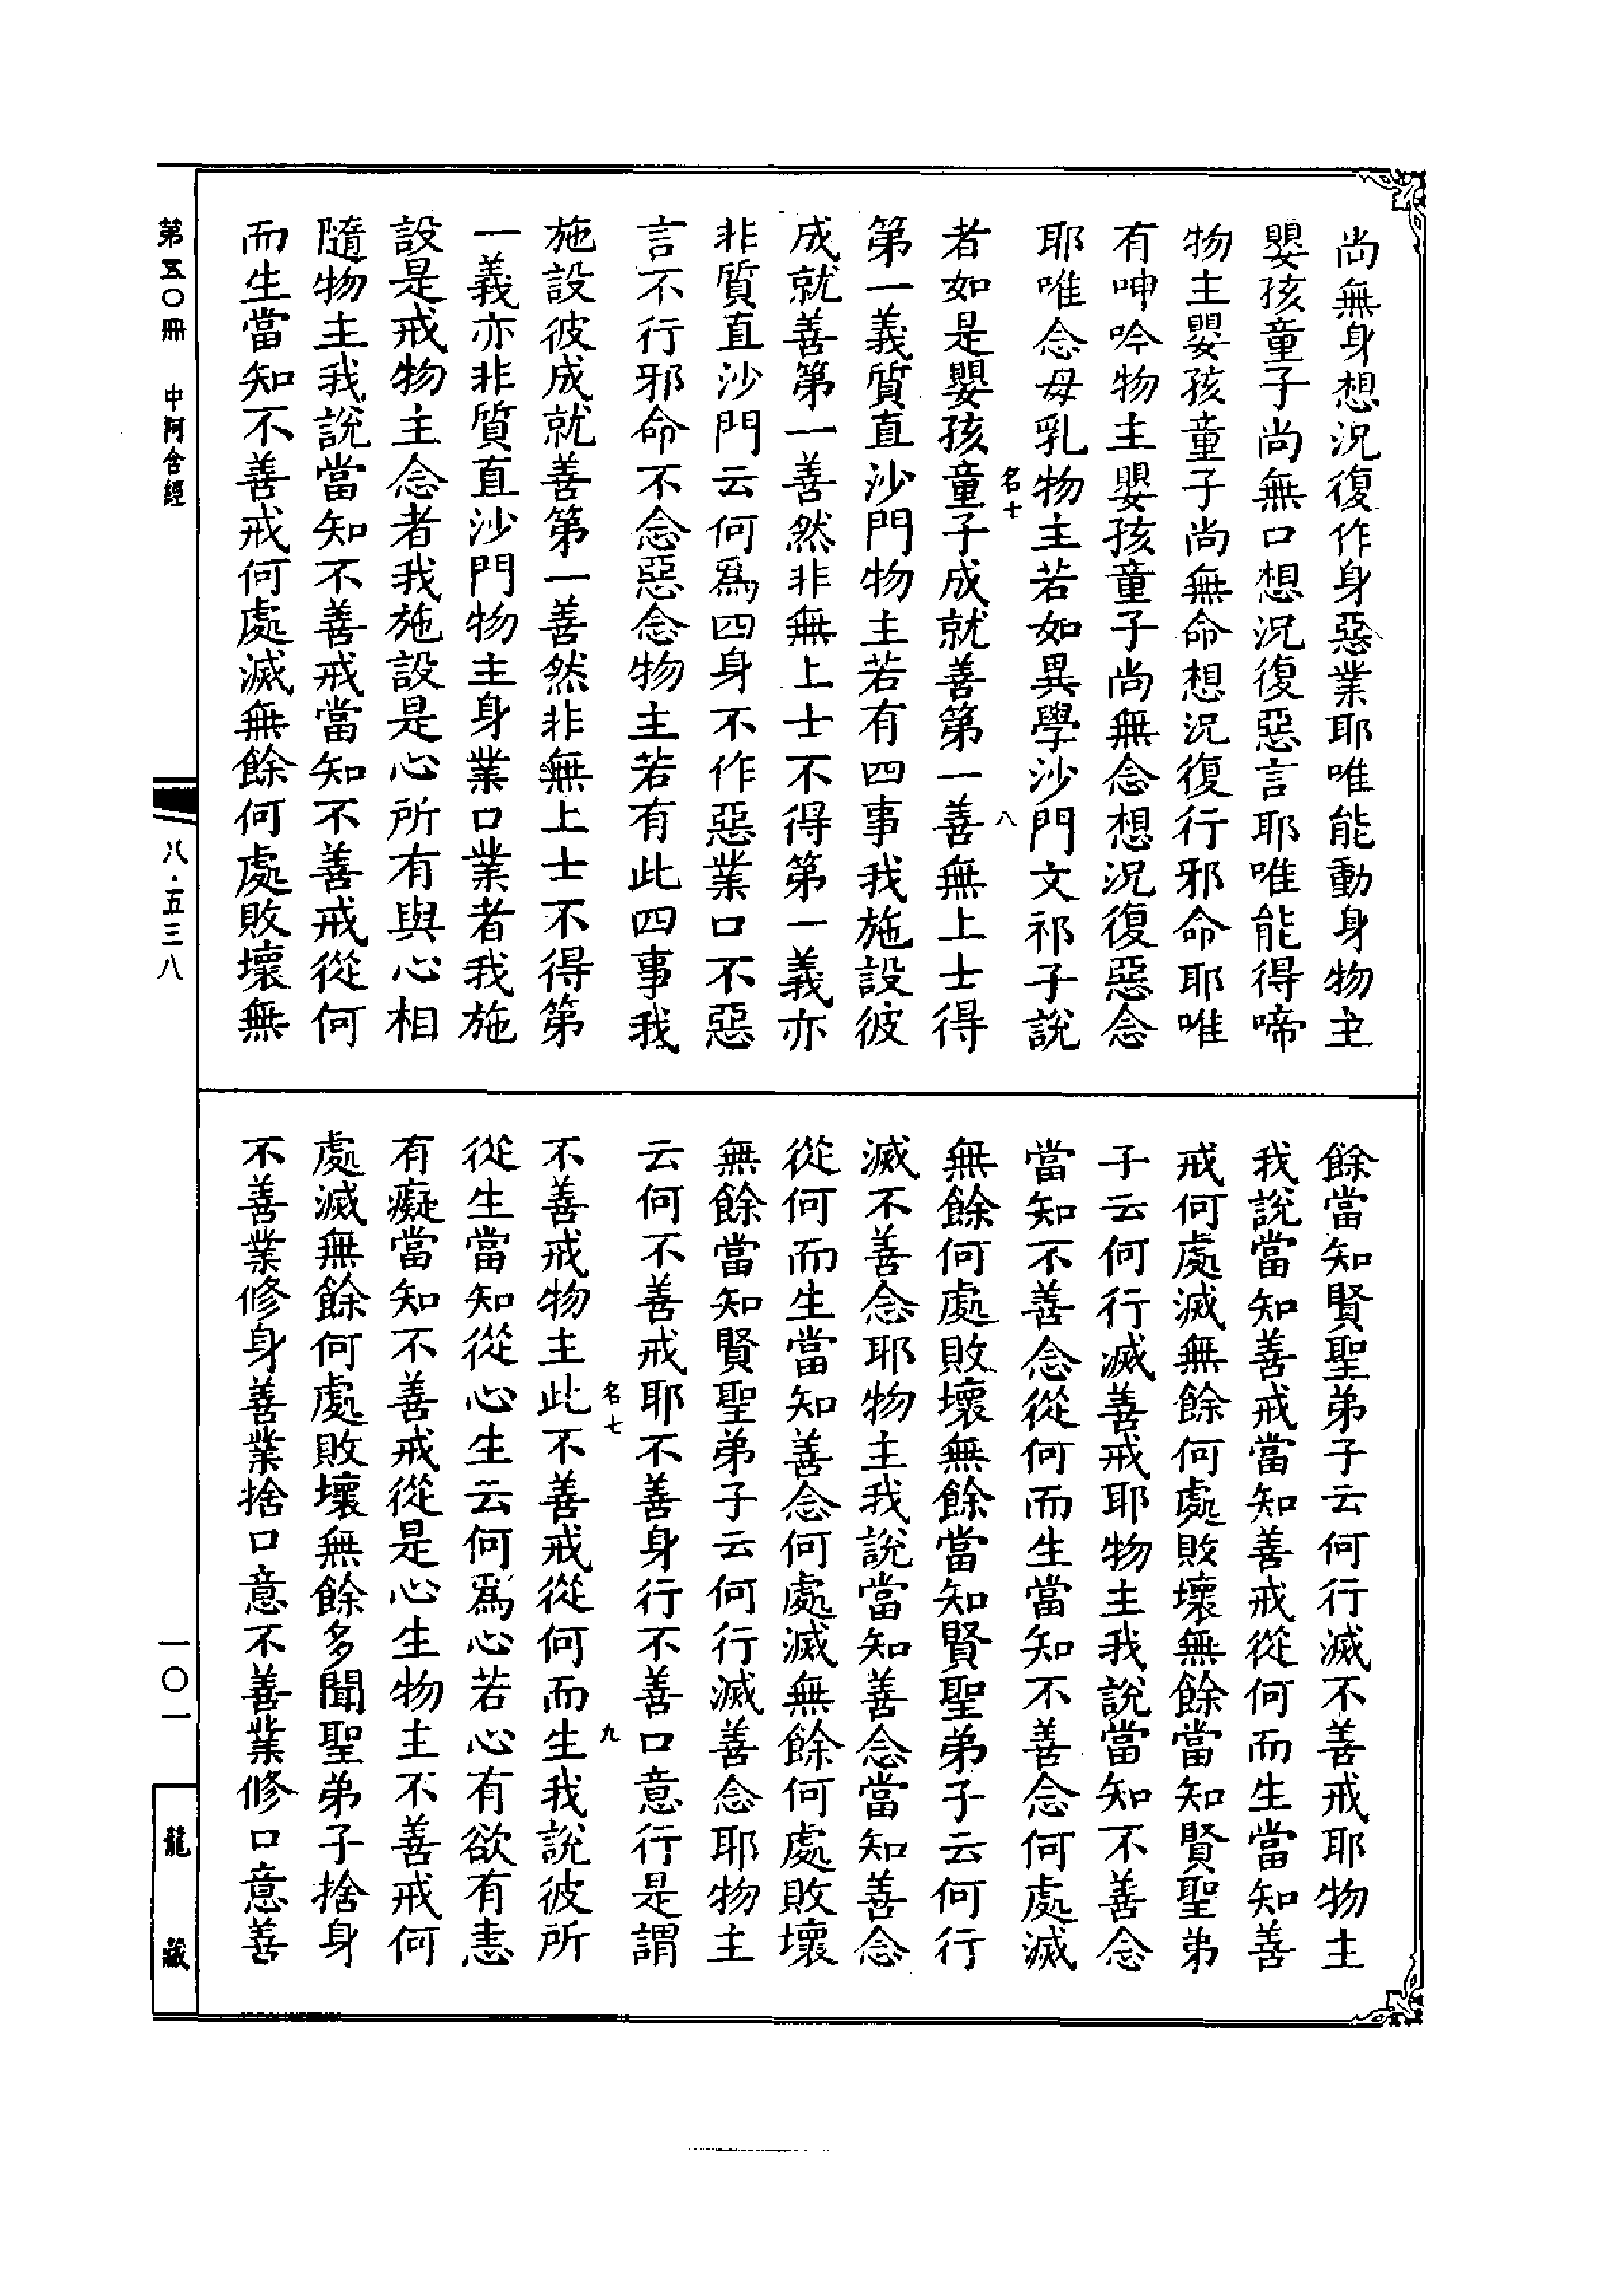 尚無身想況復作身惡業耶唯能動身物主
嬰孩童子尚無口想況復惡言耶唯能得啼
物主嬰孩童子尚無命想況復行邪命耶唯
有呻吟物主嬰孩童子尚無念想況復惡念
耶唯念母乳物主若如異學沙門文祁子說
名七
八
者如是嬰孩童子成就善第一善無上士得
第一義質直沙門物主若有四事我施設彼
成就善第一善然非無上士不得第一義亦
非質直沙門云何為四身不作惡業口不惡
言不行邪命不念惡念物主若有此四事我
施設彼成就善第一善然非無上士不得第
一義亦非質直沙門物主身業口業者我施
設是戒物主念者我施設是心所有與心相
隨物主我說當知不善戒當知不善戒從何
而生當知不善戒何處滅無餘何處敗壞無
餘當知賢聖弟子云何行滅不善戒耶物主
我說當知善戒當知善戒從何而生當知善
戒何處滅無餘何處敗壞無餘當知賢聖弟
子云何行滅善戒耶物主我說當知不善念
當知不善念從何而生當知不善念何處滅
無餘何處敗壞無餘當知賢聖弟子云何行
滅不善念耶物主我說當知善念當知善念
從何而生當知善念何處滅無餘何處敗壞
無餘當知賢聖弟子云何行滅善念耶物主
云何不善戒耶不善身行不善口意行是謂
名七
九
不善戒物主此不善戒從何而生我說彼所
從生當知從心生云何為心若心有欲有恚
有癡當知不善戒從是心生物主不善戒何
處滅無餘何處敗壞無餘多聞聖弟子捨身
不善業修身善業捨口意不善業修口意善
第五〇冊 中阿含經
八·五三八
一〇一
龍藏